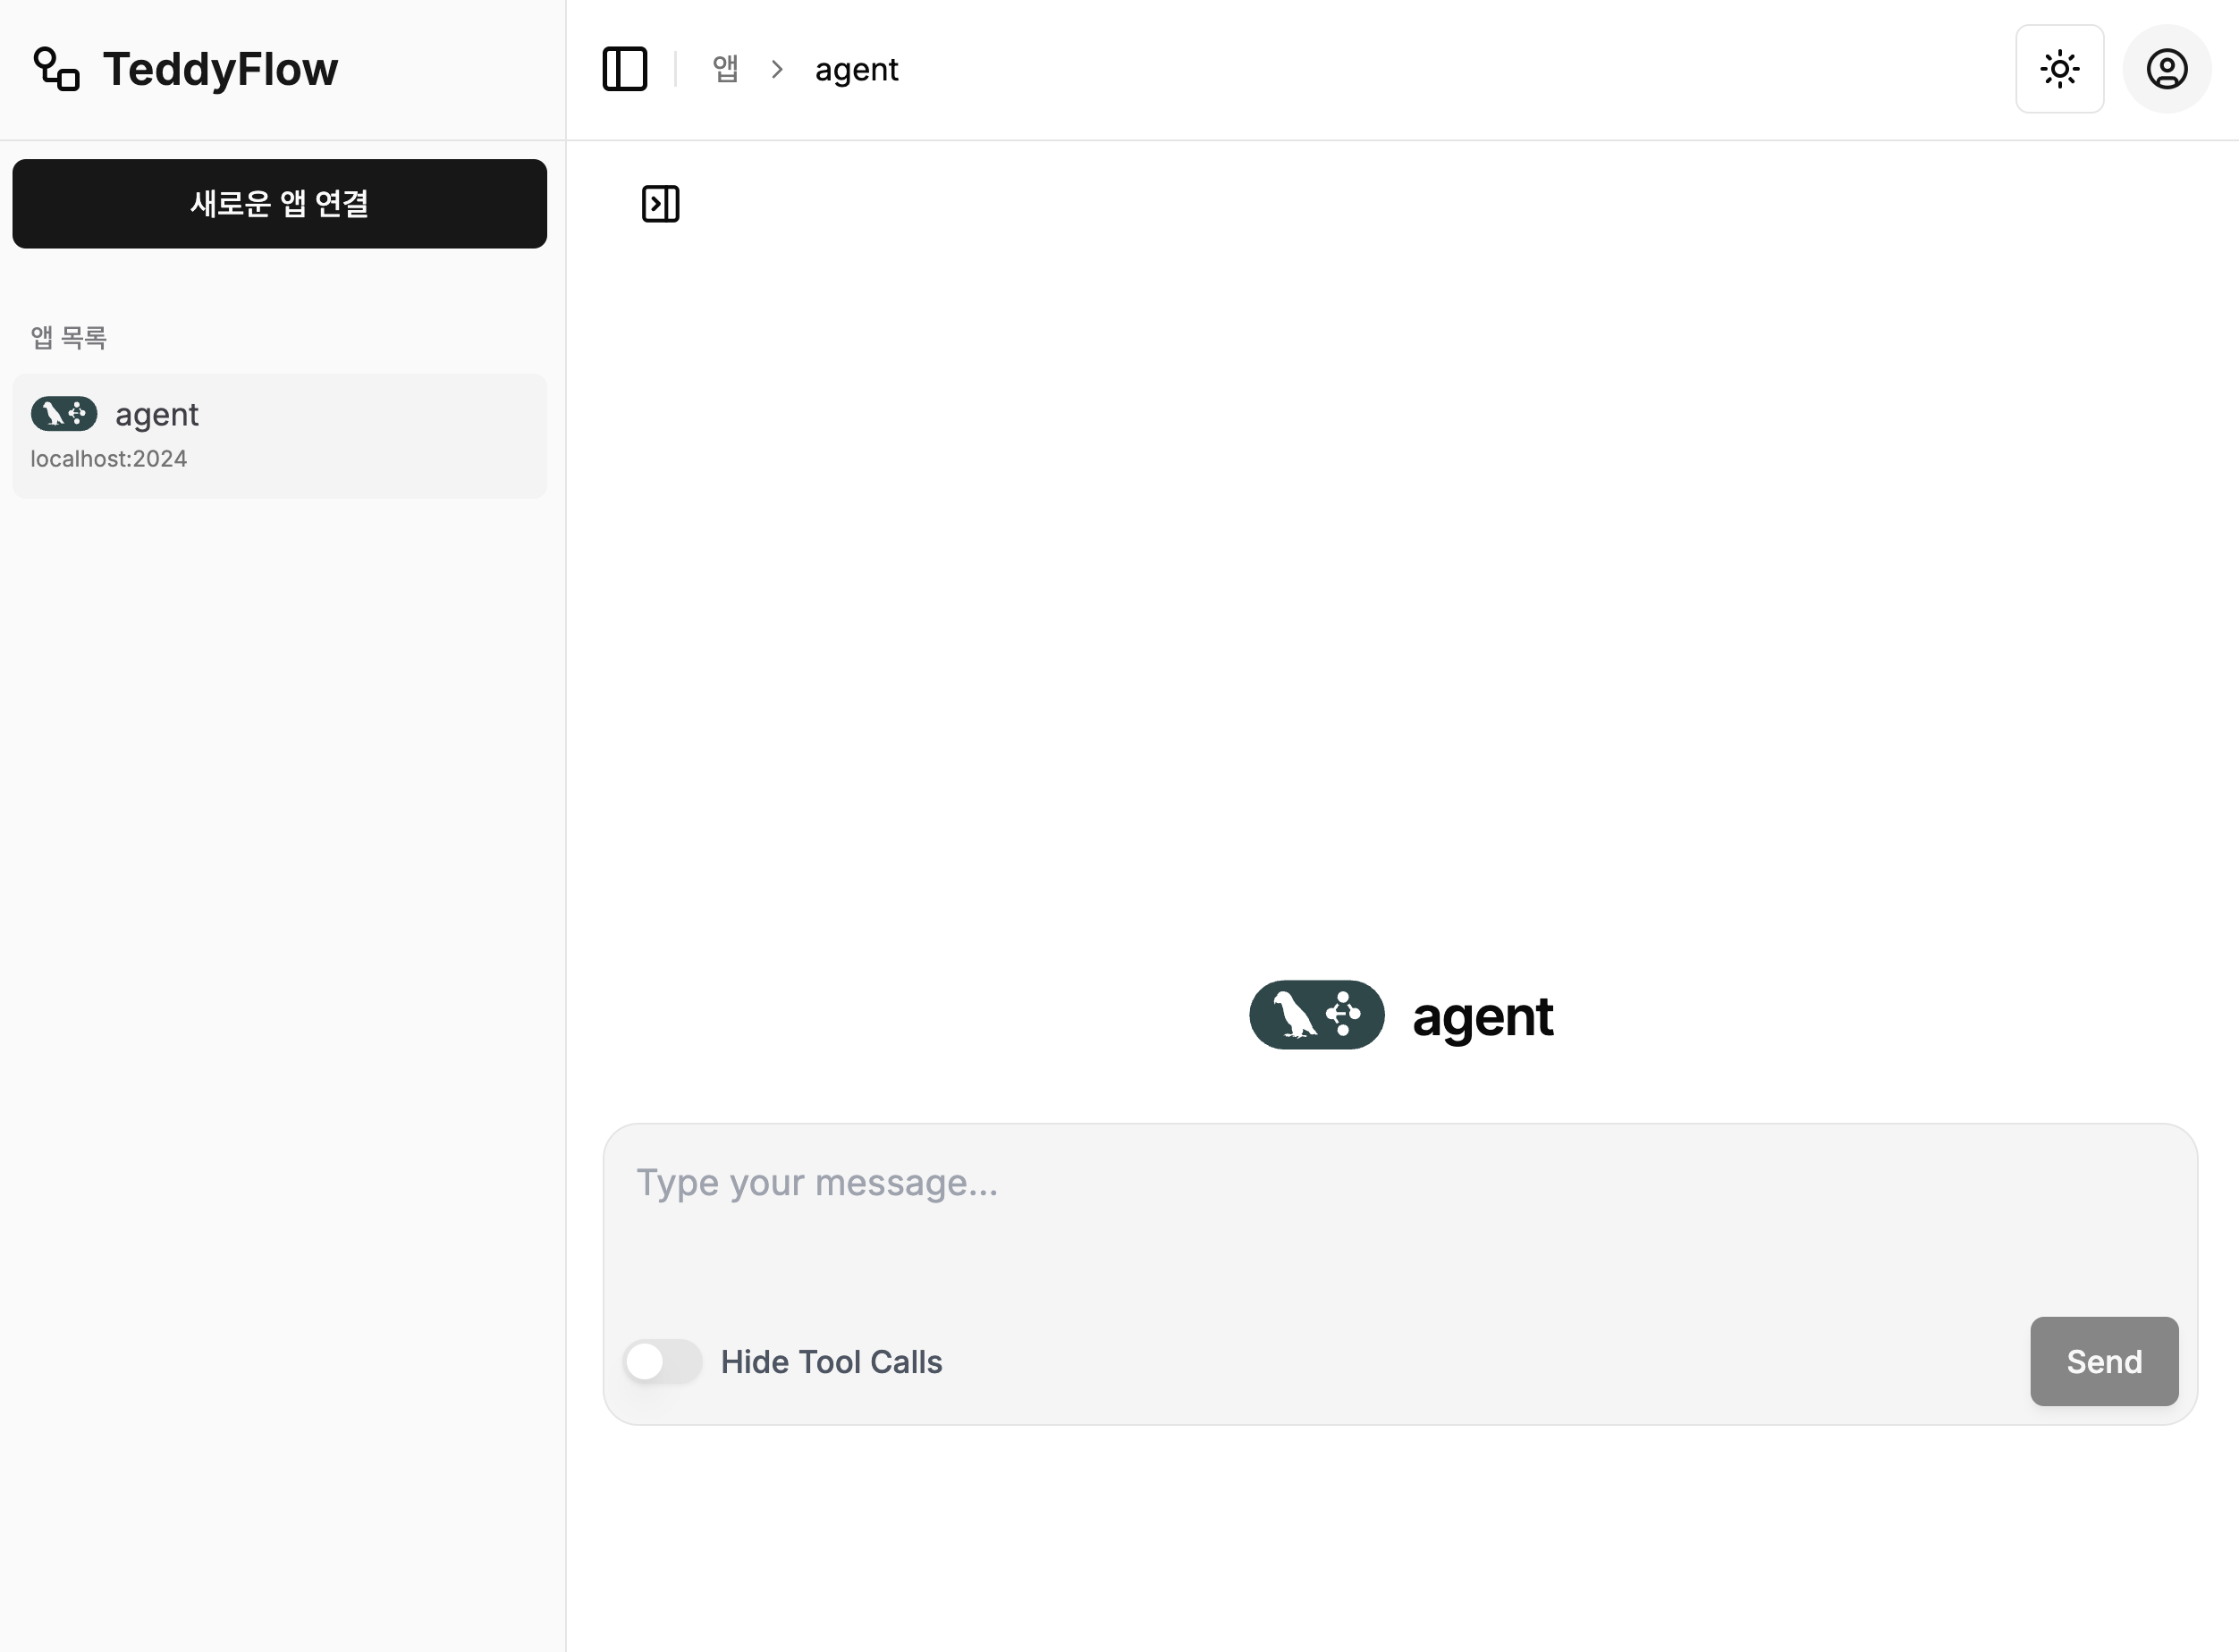 TeddyFlow
앱 > agent
새로운 앱 연결
앱 목록
agent
localhost:2024
agent
Type your message...
Hide Tool Calls
Send